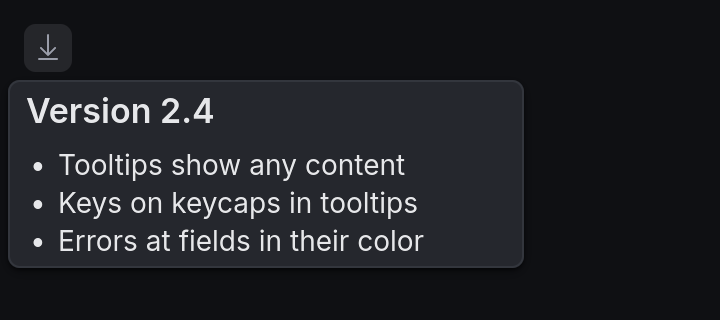 Version 2.4
• Tooltips show any content
• Keys on keycaps in tooltips
• Errors at fields in their color